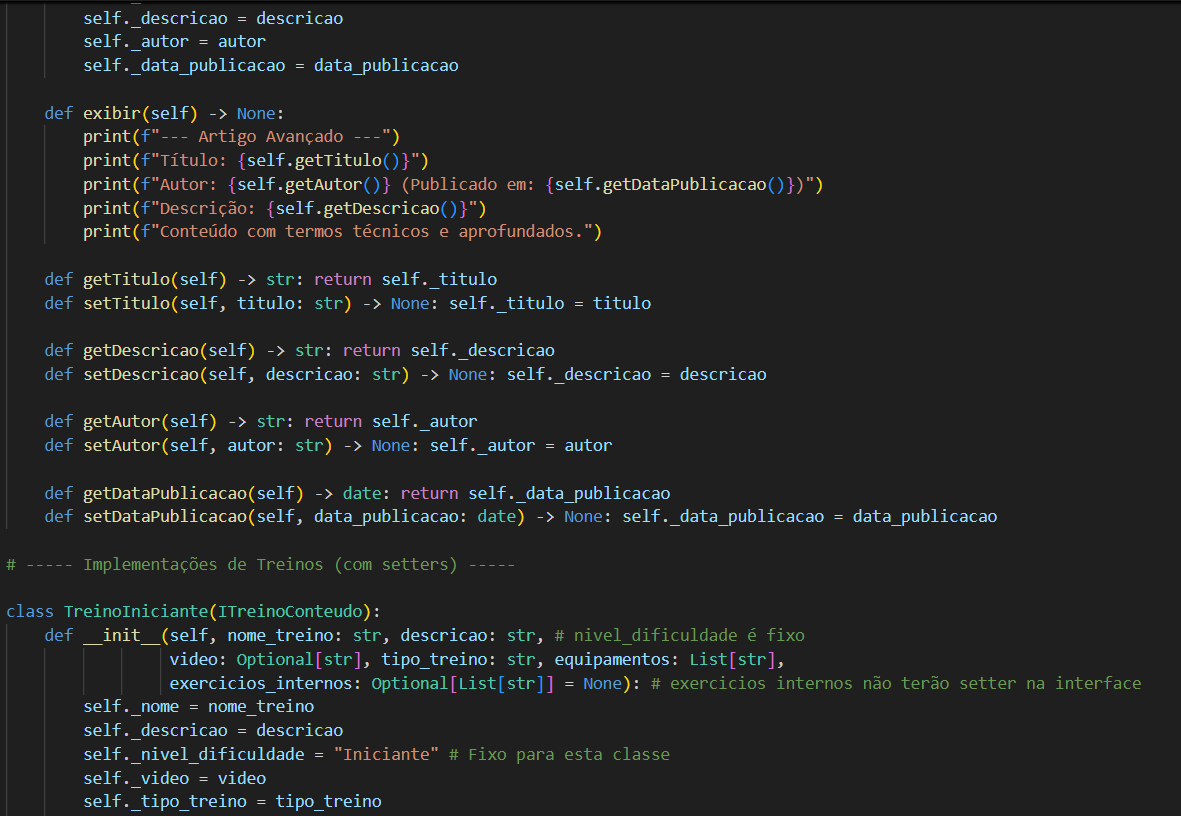 self._descricao = descricao
self._autor = autor
self._data_publicacao = data_publicacao
def exibir(self) -> None:
print(f"--- Artigo Avançado ---")
print(f"Título: {self.getTitulo()}")
print(f"Autor: {self.getAutor()} (Publicado em: {self.getDataPublicacao()})")
print(f"Descrição: {self.getDescricao()}")
print(f"Conteúdo com termos técnicos e aprofundados.")
def getTitulo(self) -> str: return self._titulo
def setTitulo(self, titulo: str) -> None: self._titulo = titulo
def getDescricao(self) -> str: return self._descricao
def setDescricao(self, descricao: str) -> None: self._descricao = descricao
def getAutor(self) -> str: return self._autor
def setAutor(self, autor: str) -> None: self._autor = autor
def getDataPublicacao(self) -> date: return self._data_publicacao
def setDataPublicacao(self, data_publicacao: date) -> None: self._data_publicacao = data_publicacao
# ----- Implementações de Treinos (com setters) -----
class TreinoIniciante(ITreinoConteudo):
def __init__(self, nome_treino: str, descricao: str, # nivel_dificuldade é fixo
video: Optional[str], tipo_treino: str, equipamentos: List[str],
exercicios_internos: Optional[List[str]] = None): # exercicios internos não terão setter na interface
self._nome = nome_treino
self._descricao = descricao
self._nivel_dificuldade = "Iniciante" # Fixo para esta classe
self._video = video
self._tipo_treino = tipo_treino